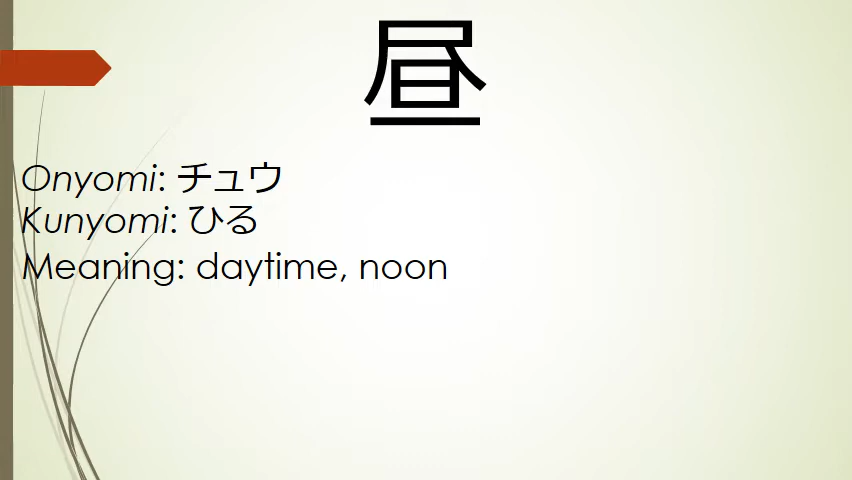 昼
Onyomi: チュウ
Kunyomi: ひる
Meaning: daytime, noon